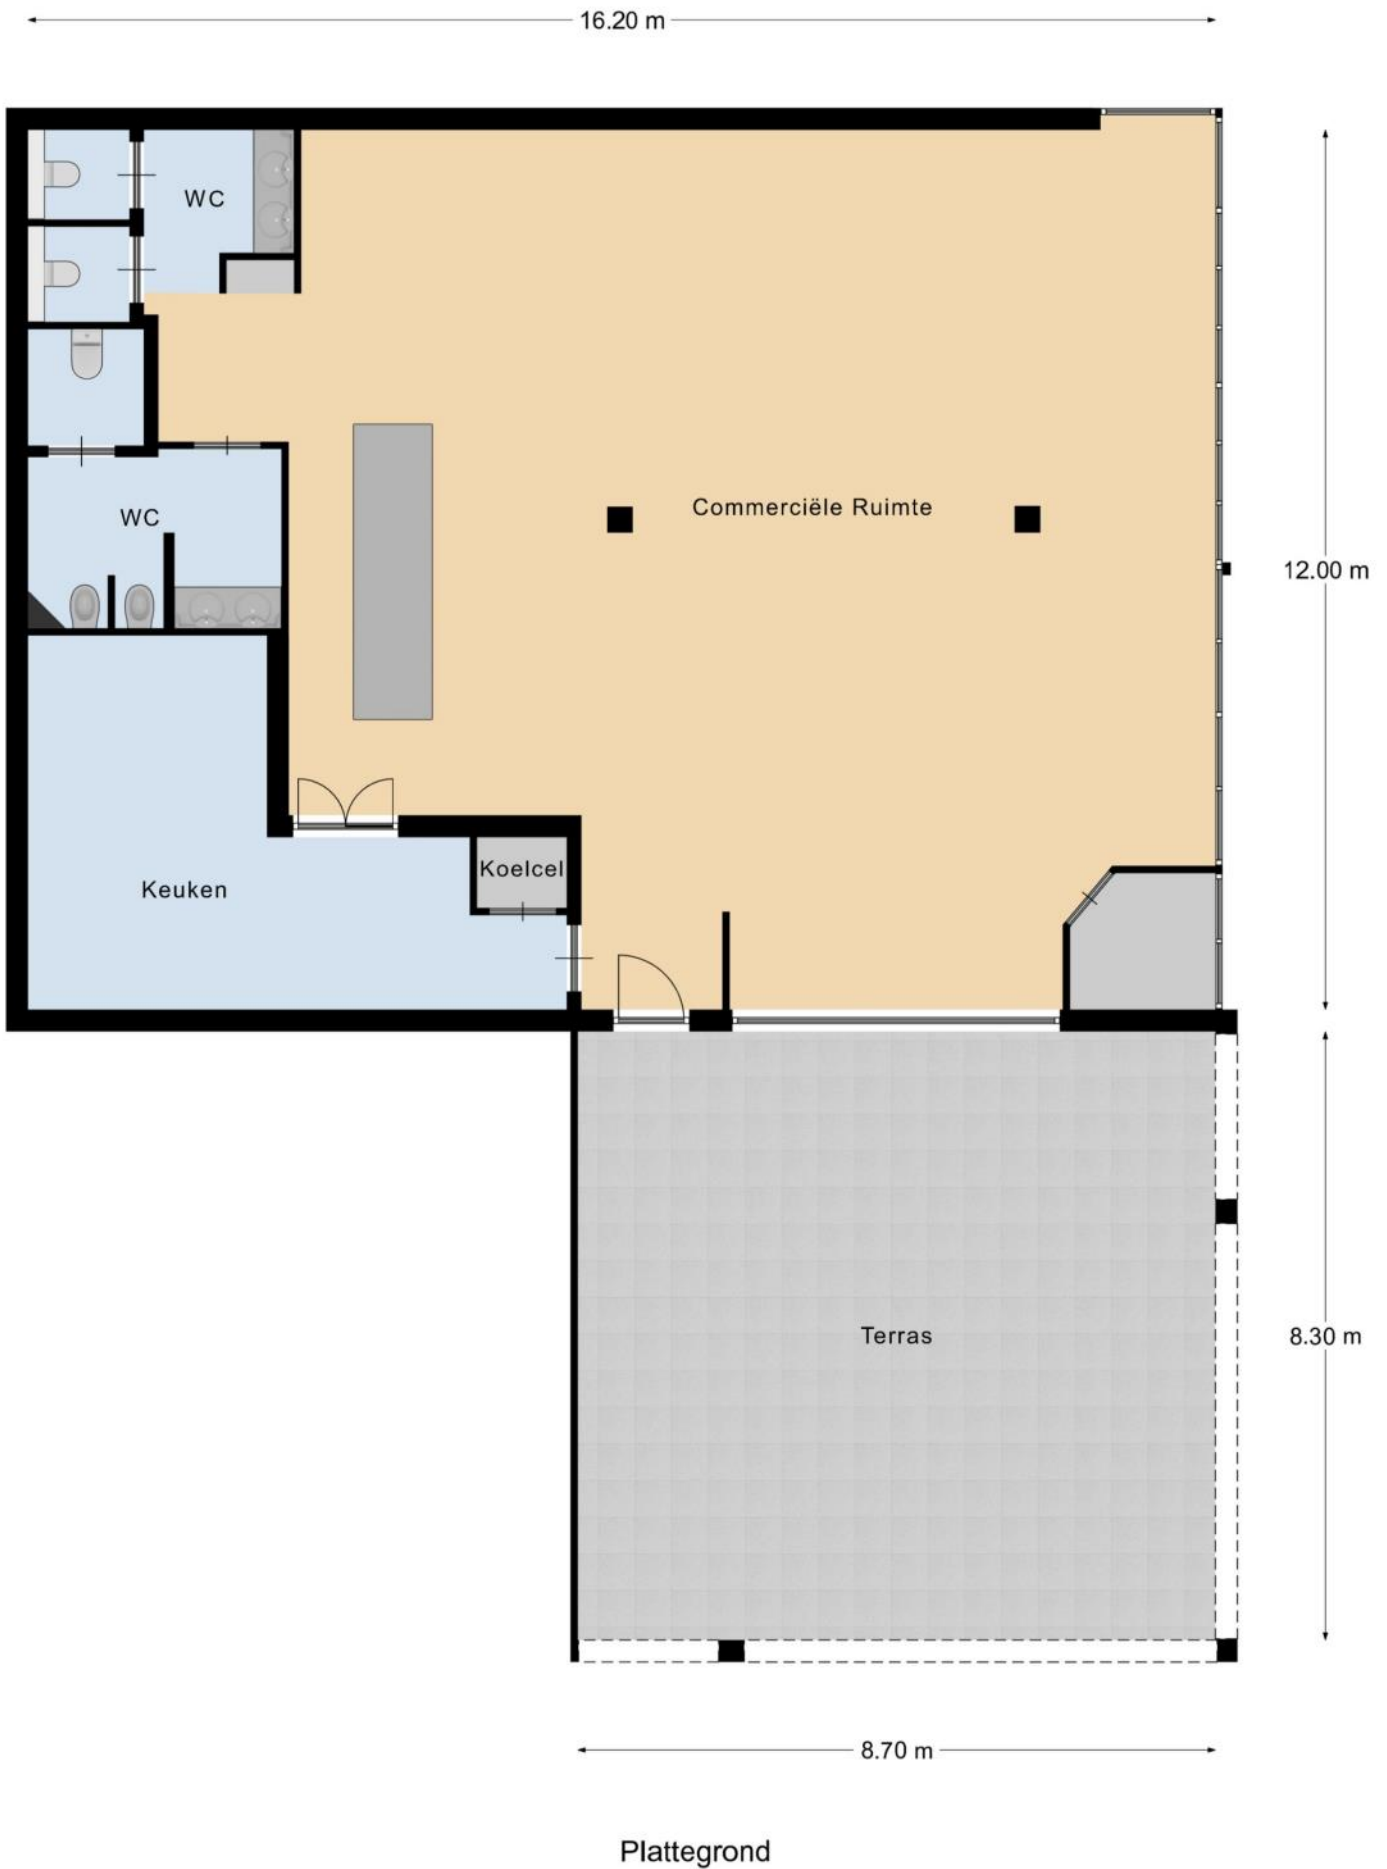 16.20 m
WC
Commerciële Ruimte
WC
12.00 m
Koelcel
Keuken
Terras
8.30 m
8.70 m
Plattegrond